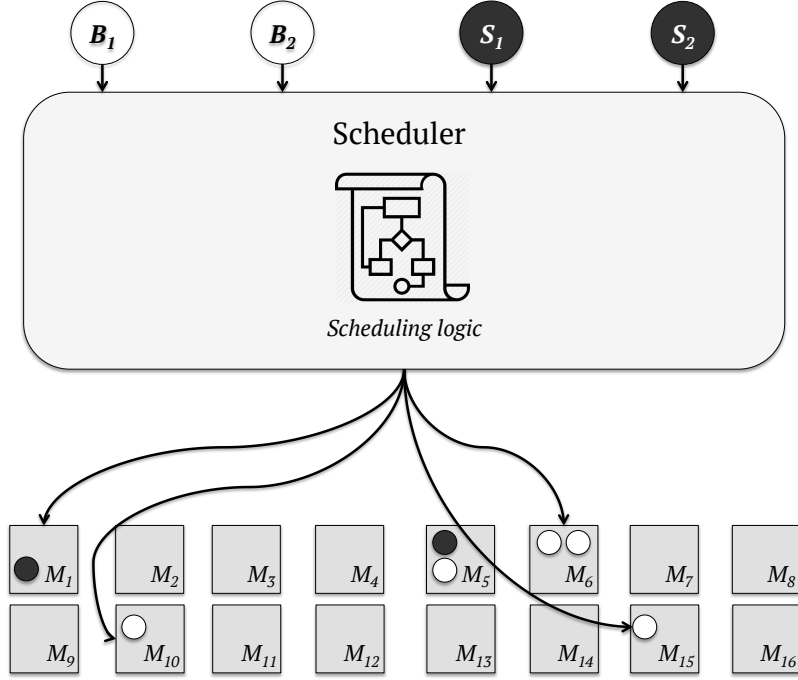 B1 B2 S1 S2
Scheduler
Scheduling logic
M1 M2 M3 M4 M5 M6 M7 M8
M9 M10 M11 M12 M13 M14 M15 M16